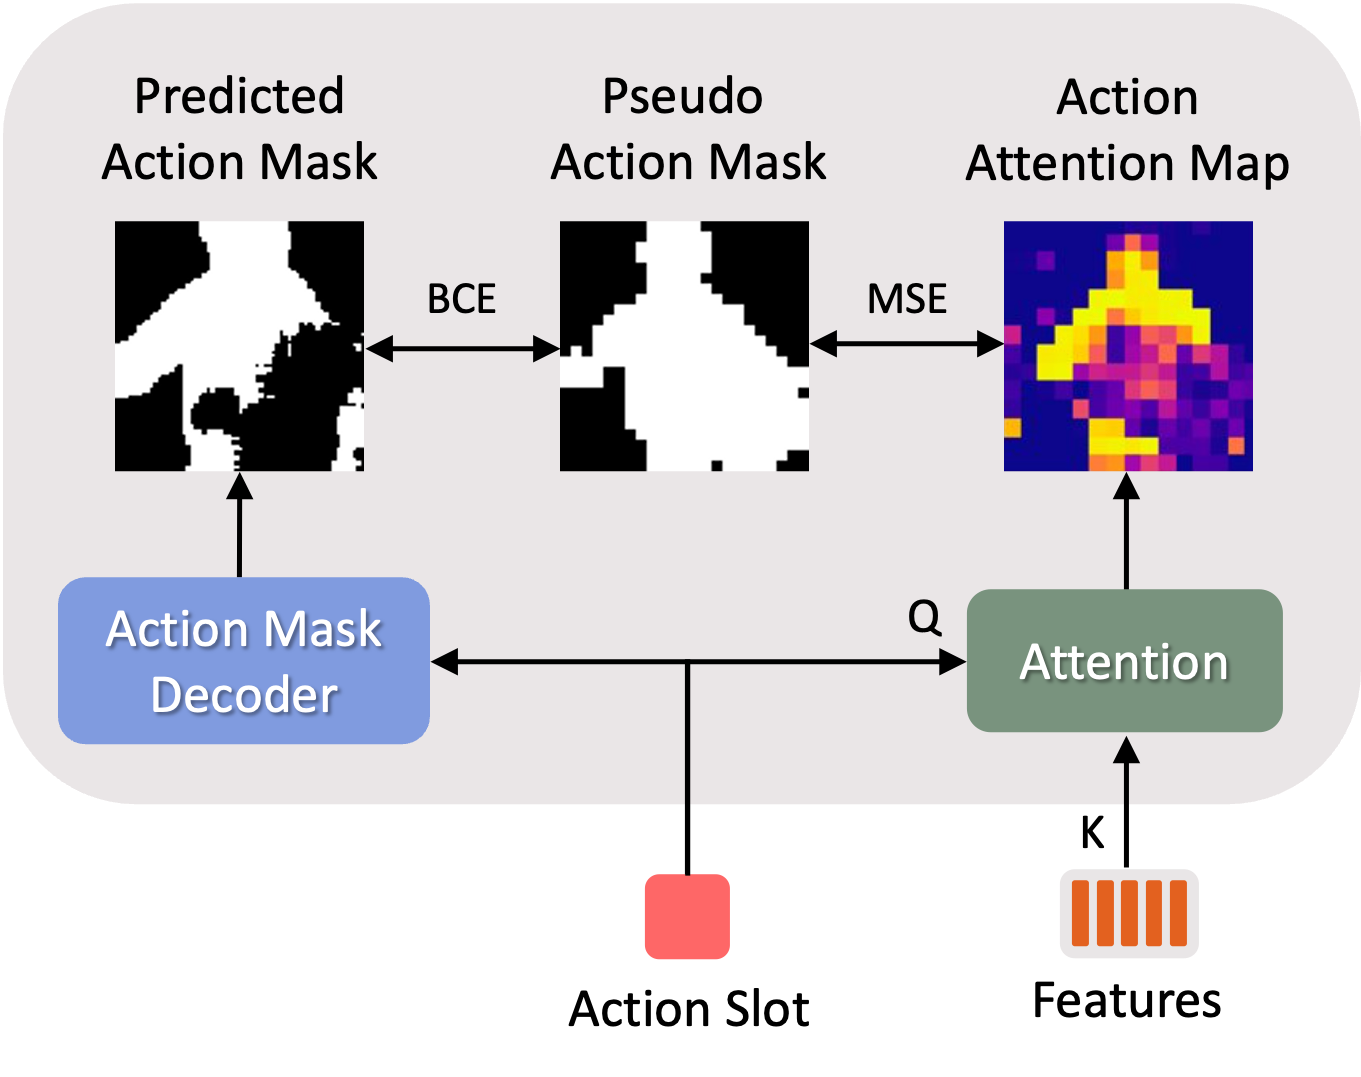 Predicted
Action Mask
Pseudo
Action Mask
Action
Attention Map
BCE
MSE
Action Mask
Decoder
Q
Attention
K
Action Slot
Features